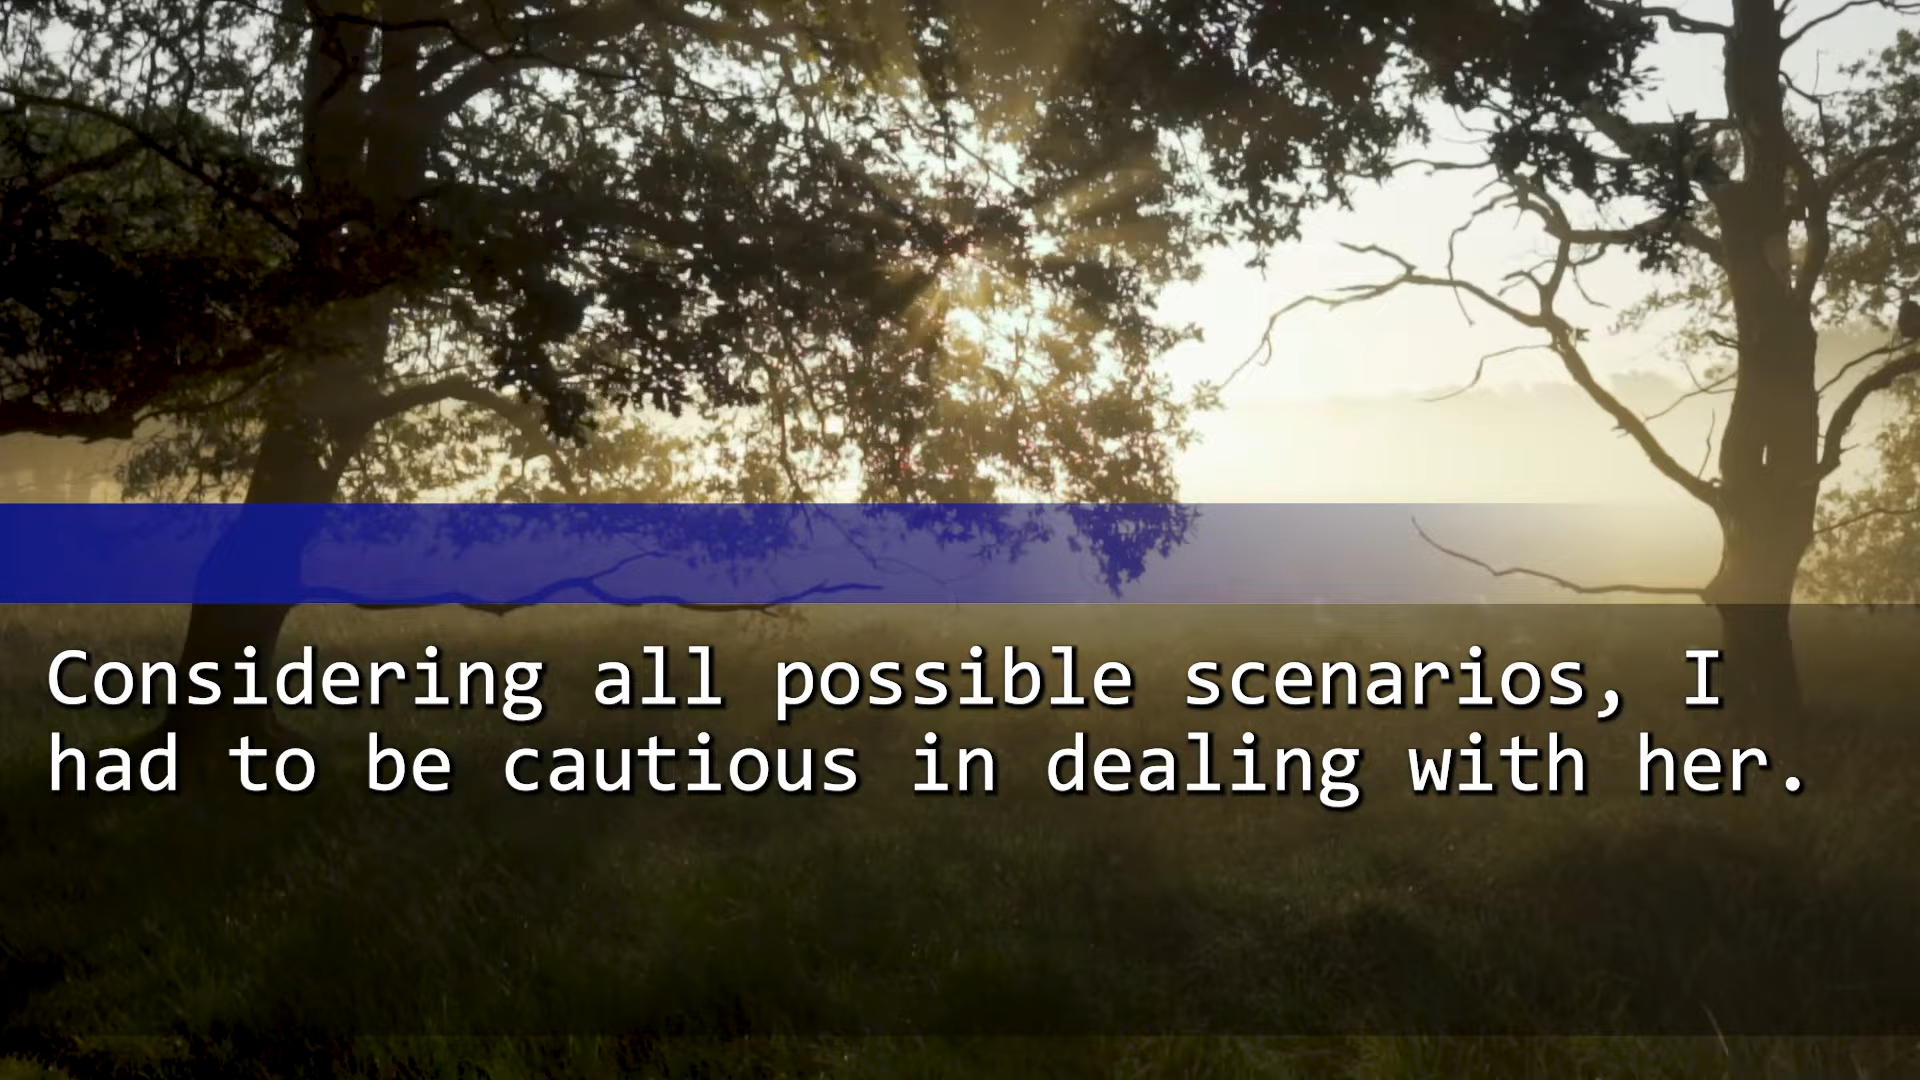 Considering all possible scenarios, I
had to be cautious in dealing with her.